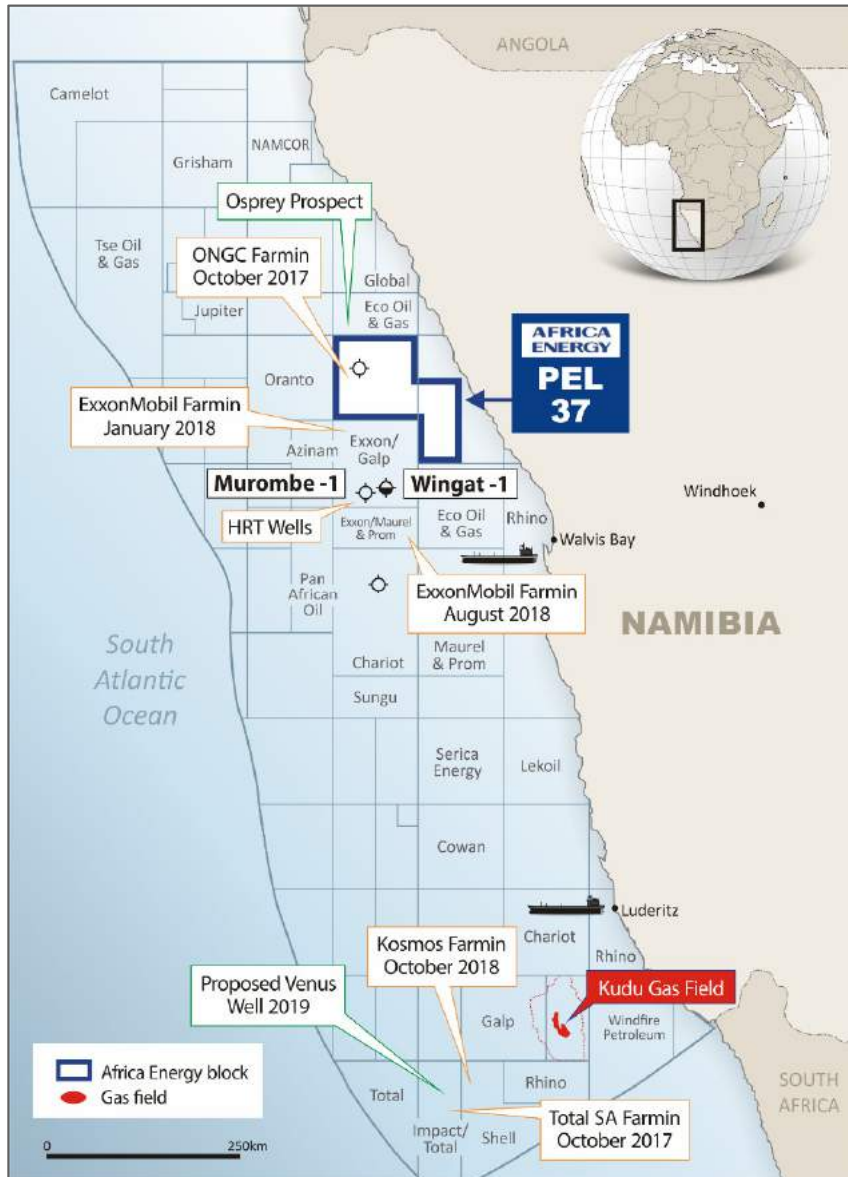 ANGOLA
Camelot
NAMCOR
Grisham
Osprey Prospect
Tse Oil
& Gas
ONGC Farmin
October 2017
Global
Jupiter
Eco Oil
& Gas
AFRICA
ENERGY
PEL
37
Oranto
ExxonMobil Farmin
January 2018
Azinam
Exxon/
Galp
Murombe -1
Wingat -1
Windhoek
HRT Wells
Exxon/Maurel
& Prom
Eco Oil
& Gas
Rhino
Walvis Bay
Pan
African
Oil
ExxonMobil Farmin
August 2018
NAMIBIA
South
Atlantic
Ocean
Chariot
Maurel
& Prom
Sungu
Serica
Energy
Lekoil
Cowan
Luderitz
Chariot
Rhino
Kosmos Farmin
October 2018
Proposed Venus
Well 2019
Kudu Gas Field
Galp
Windfire
Petroleum
Africa Energy block
Gas field
Total
Rhino
SOUTH
AFRICA
Impact/
Total
Shell
Total SA Farmin
October 2017
0
250km